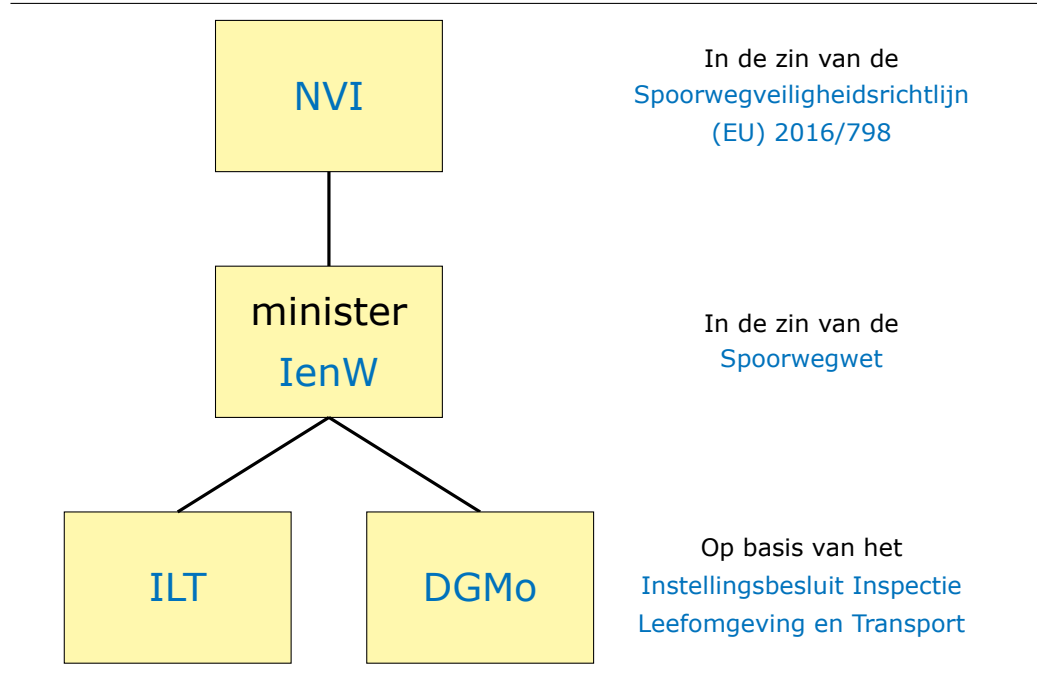 NVI
In de zin van de
Spoorwegveiligheidsrichtlijn
(EU) 2016/798
minister
IenW
In de zin van de
Spoorwegwet
ILT
DGMo
Op basis van het
Instellingsbesluit Inspectie
Leefomgeving en Transport